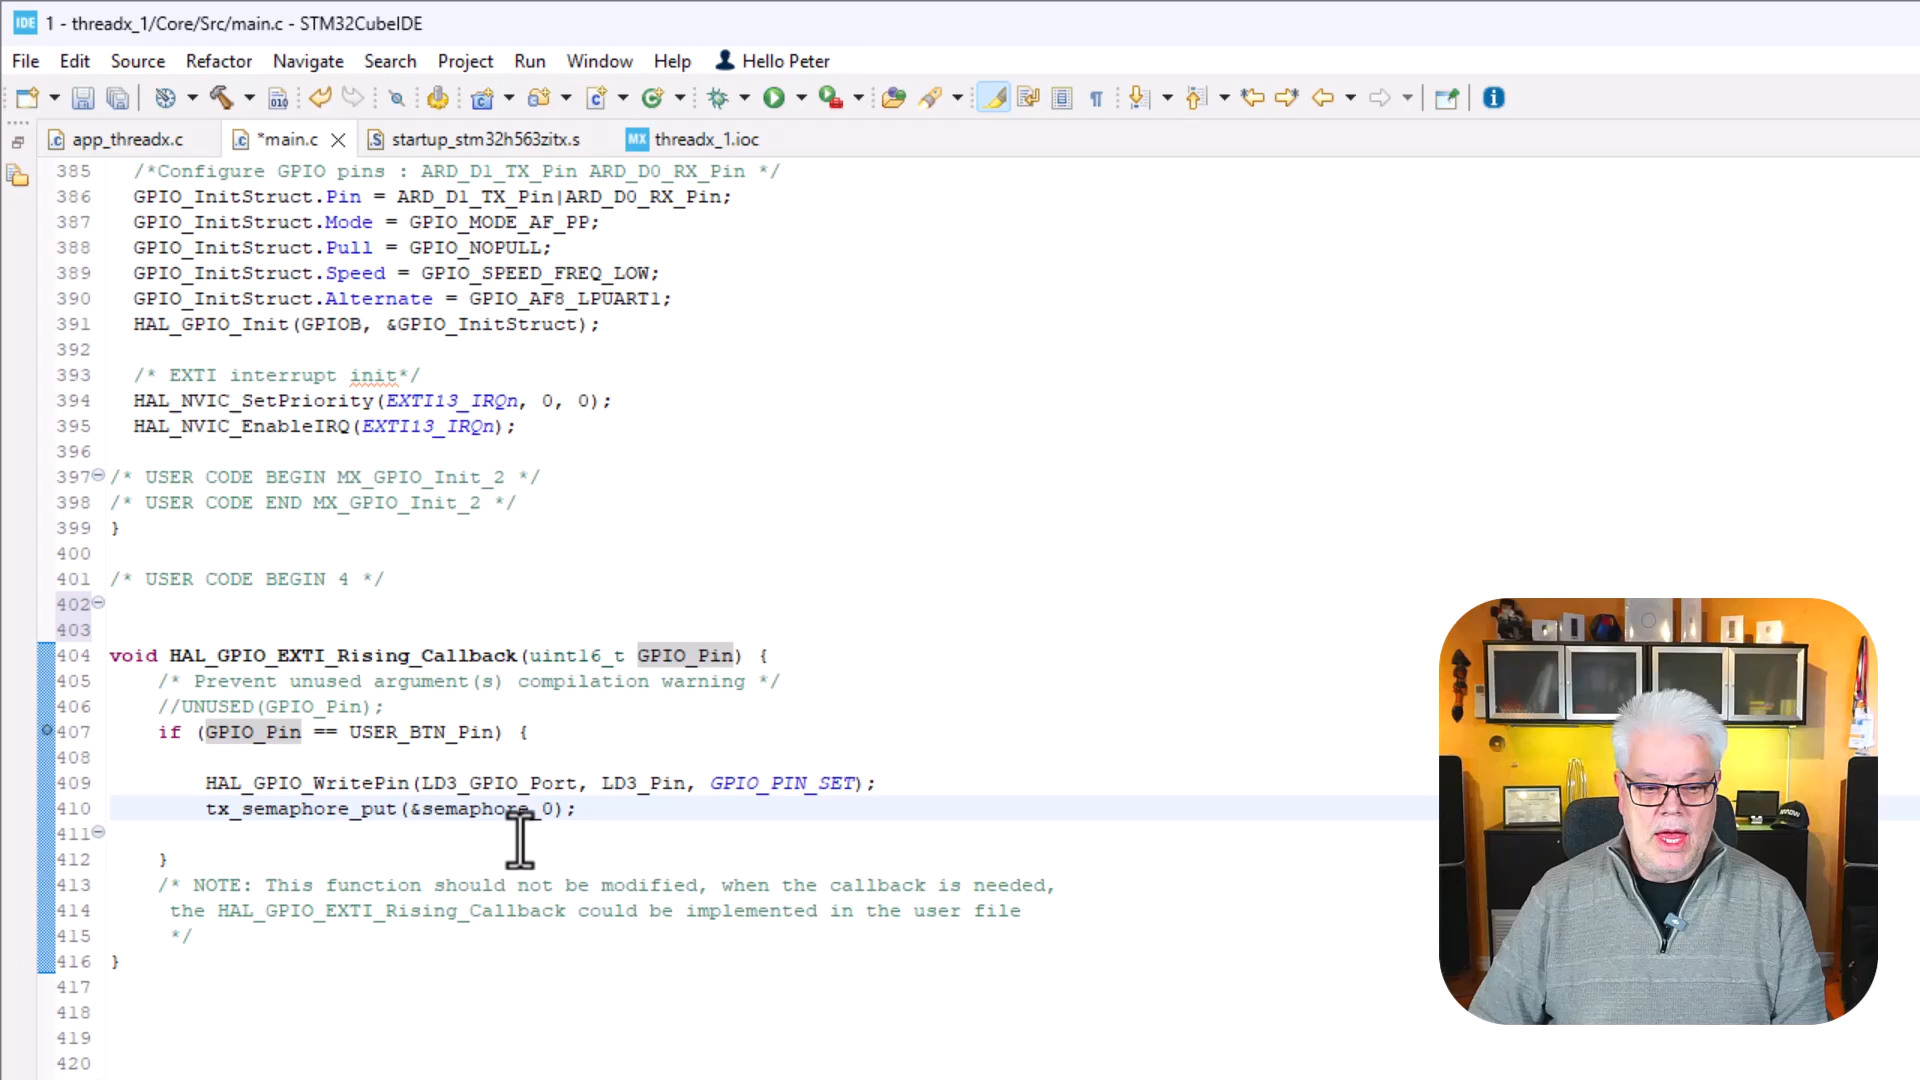 IDE 1 - threadx_1/Core/Src/main.c - STM32CubeIDE
File Edit Source Refactor Navigate Search Project Run Window Help Hello Peter
app_threadx.c *main.c startup_stm32h563zitx.s MX threadx_1.ioc
385 /*Configure GPIO pins : ARD_D1_TX_Pin ARD_D0_RX_Pin */
386 GPIO_InitStruct.Pin = ARD_D1_TX_Pin|ARD_D0_RX_Pin;
387 GPIO_InitStruct.Mode = GPIO_MODE_AF_PP;
388 GPIO_InitStruct.Pull = GPIO_NOPULL;
389 GPIO_InitStruct.Speed = GPIO_SPEED_FREQ_LOW;
390 GPIO_InitStruct.Alternate = GPIO_AF8_LPUART1;
391 HAL_GPIO_Init(GPIOB, &GPIO_InitStruct);
392
393 /* EXTI interrupt init*/
394 HAL_NVIC_SetPriority(EXTI13_IRQn, 0, 0);
395 HAL_NVIC_EnableIRQ(EXTI13_IRQn);
396
397 /* USER CODE BEGIN MX_GPIO_Init_2 */
398 /* USER CODE END MX_GPIO_Init_2 */
399 }
400
401 /* USER CODE BEGIN 4 */
402
403
404 void HAL_GPIO_EXTI_Rising_Callback(uint16_t GPIO_Pin) {
405 /* Prevent unused argument(s) compilation warning */
406 //UNUSED(GPIO_Pin);
407 if (GPIO_Pin == USER_BTN_Pin) {
408
409 HAL_GPIO_WritePin(LD3_GPIO_Port, LD3_Pin, GPIO_PIN_SET);
410 tx_semaphore_put(&semaphore_0);
411
412 }
413 /* NOTE: This function should not be modified, when the callback is needed,
414 the HAL_GPIO_EXTI_Rising_Callback could be implemented in the user file
415 */
416 }
417
418
419
420